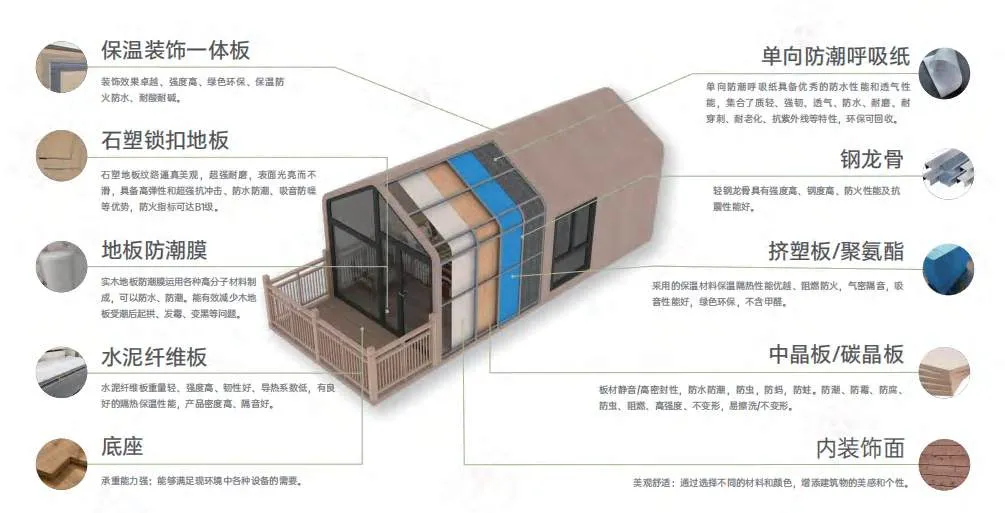 保温装饰一体板
装饰效果卓越、强度高、绿色环保、保温防
火防水、耐酸耐碱。
石塑锁扣地板
石塑地板纹路逼真美观，超强耐磨，表面光亮而不
滑，具备高弹性和超强抗冲击、防水防潮、吸音防噪
等优势，防火指标可达B1级。
地板防潮膜
实木地板防潮膜运用各种高分子材料制
成，可以防水、防潮。能有效减少木地
板受潮后起拱、发霉、变黑等问题。
水泥纤维板
水泥纤维板重量轻、强度高、韧性好、导热系数低，有良
好的隔热保温性能，产品密度高、隔音好。
底座
承重能力强：能够满足现环境中各种设备的需要。
单向防潮呼吸纸
单向防潮呼吸纸具备优秀的防水性能和透气性
能，集合了质轻、强韧、透气、防水、耐磨、耐
穿刺、耐老化、抗紫外线等特性，环保可回收。
钢龙骨
轻钢龙骨具有强度高、钢度高、防火性能及抗
震性能好。
挤塑板/聚氨酯
采用的保温材料保温隔热性能优越、阻燃防火，气密隔音，吸
音性能好，绿色环保，不含甲醛。
中晶板/碳晶板
板材静音/高密封性，防水防潮，防虫，防蚂，防蛀。防潮、防霉、防腐、
防虫、阻燃、高强度、不变形，易擦洗/不变形。
内装饰面
美观舒适：通过选择不同的材料和颜色，增添建筑物的美感和个性。